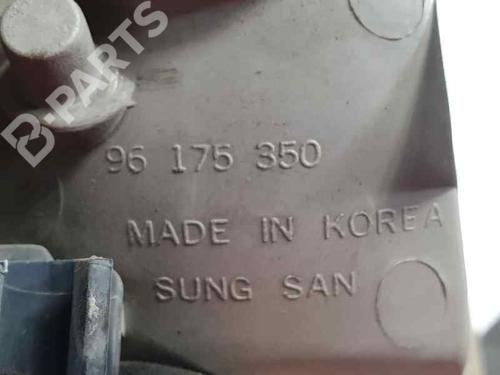 B-PARTS
96 175 350
MADE IN KOREA
SUNG SAN